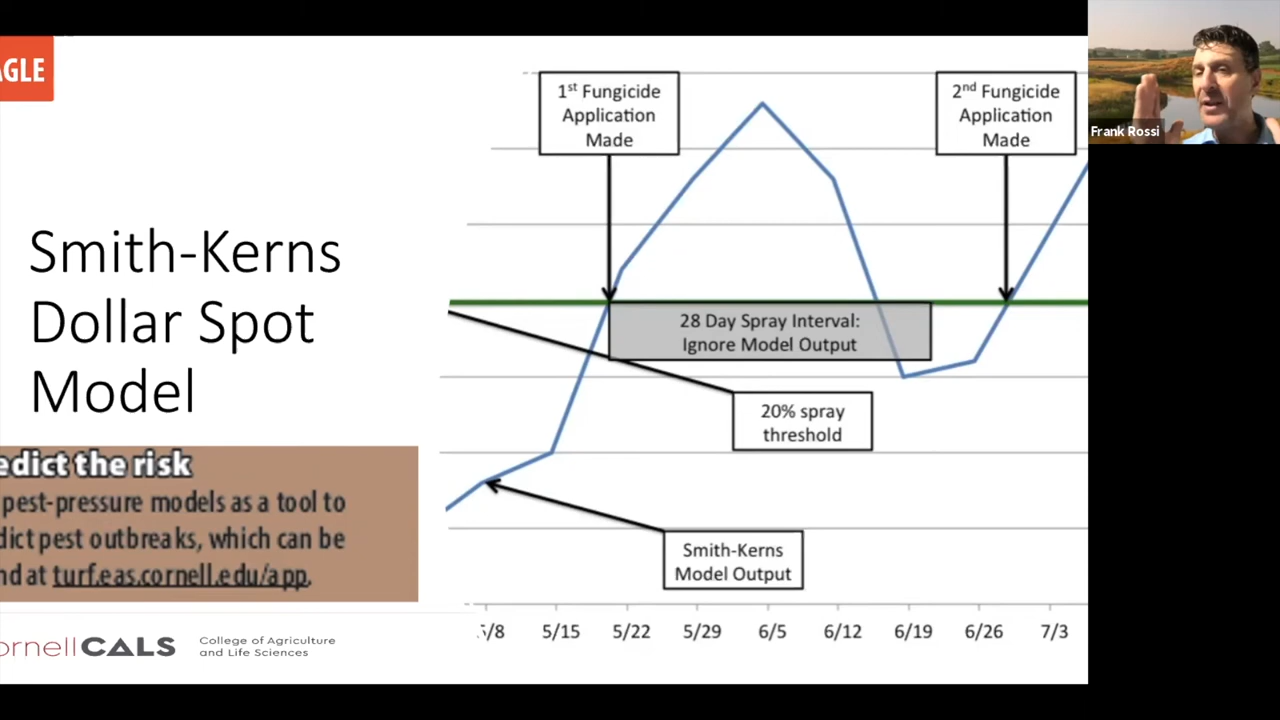 AGLE
1st Fungicide
Application
Made
2nd Fungicide
Application
Made
Frank Rossi
Smith-Kerns
Dollar Spot
Model
28 Day Spray Interval:
Ignore Model Output
20% spray
threshold
edict the risk
pest-pressure models as a tool to
dict pest outbreaks, which can be
nd at turf.eas.cornell.edu/app.
Smith-Kerns
Model Output
5/8 5/15 5/22 5/29 6/5 6/12 6/19 6/26 7/3
ornellCALS
College of Agriculture
and Life Sciences